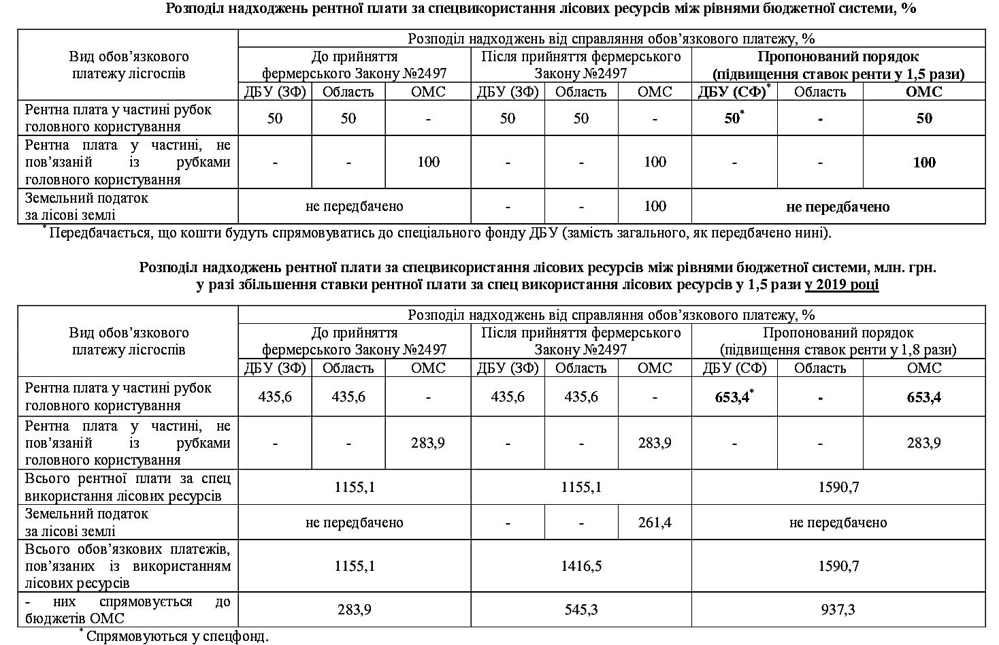 Розподіл надходжень рентної плати за спецвикористання лісових ресурсів між рівнями бюджетної системи, %
Вид обов’язкового
платежу лісгоспів
Розподіл надходжень від справляння обов’язкового платежу, %
До прийняття
фермерського Закону №2497
Після прийняття фермерського
Закону №2497
Пропонований порядок
(підвищення ставок ренти у 1,5 рази)
ДБУ (ЗФ) Область ОМС ДБУ (ЗФ) Область ОМС ДБУ (СФ)* Область ОМС
Рентна плата у частині рубок
головного користування
50 50 - 50 50 - 50* - 50
Рентна плата у частині, не
пов’язаній із рубками
головного користування
- - 100 - - 100 - - 100
Земельний податок
за лісові землі
не передбачено - - 100 не передбачено
* Передбачається, що кошти будуть спрямовуватись до спеціального фонду ДБУ (замість загального, як передбачено нині).
Розподіл надходжень рентної плати за спецвикористання лісових ресурсів між рівнями бюджетної системи, млн. грн.
у разі збільшення ставки рентної плати за спец використання лісових ресурсів у 1,5 рази у 2019 році
Вид обов’язкового
платежу лісгоспів
Розподіл надходжень від справляння обов’язкового платежу, %
До прийняття
фермерського Закону №2497
Після прийняття фермерського
Закону №2497
Пропонований порядок
(підвищення ставок ренти у 1,8 рази)
ДБУ (ЗФ) Область ОМС ДБУ (ЗФ) Область ОМС ДБУ (СФ) Область ОМС
Рентна плата у частині рубок
головного користування
435,6 435,6 - 435,6 435,6 - 653,4* - 653,4
Рентна плата у частині, не
пов’язаній із рубками
головного користування
- - 283,9 - - 283,9 - - 283,9
Всього рентної плати за спец
використання лісових ресурсів
1155,1 1155,1 1590,7
Земельний податок
за лісові землі
не передбачено - - 261,4 не передбачено
Всього обов’язкових платежів,
пов’язаних із використанням
лісових ресурсів
1155,1 1416,5 1590,7
- них спрямовується до
бюджетів ОМС
283,9 545,3 937,3
* Спрямовуються у спецфонд.